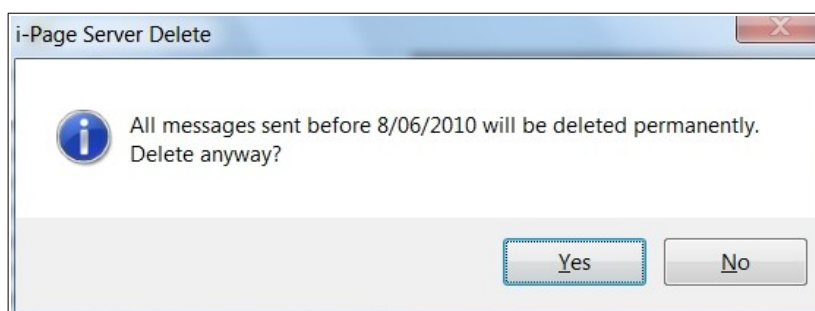 i-Page Server Delete
All messages sent before 8/06/2010 will be deleted permanently.
Delete anyway?
Yes
No